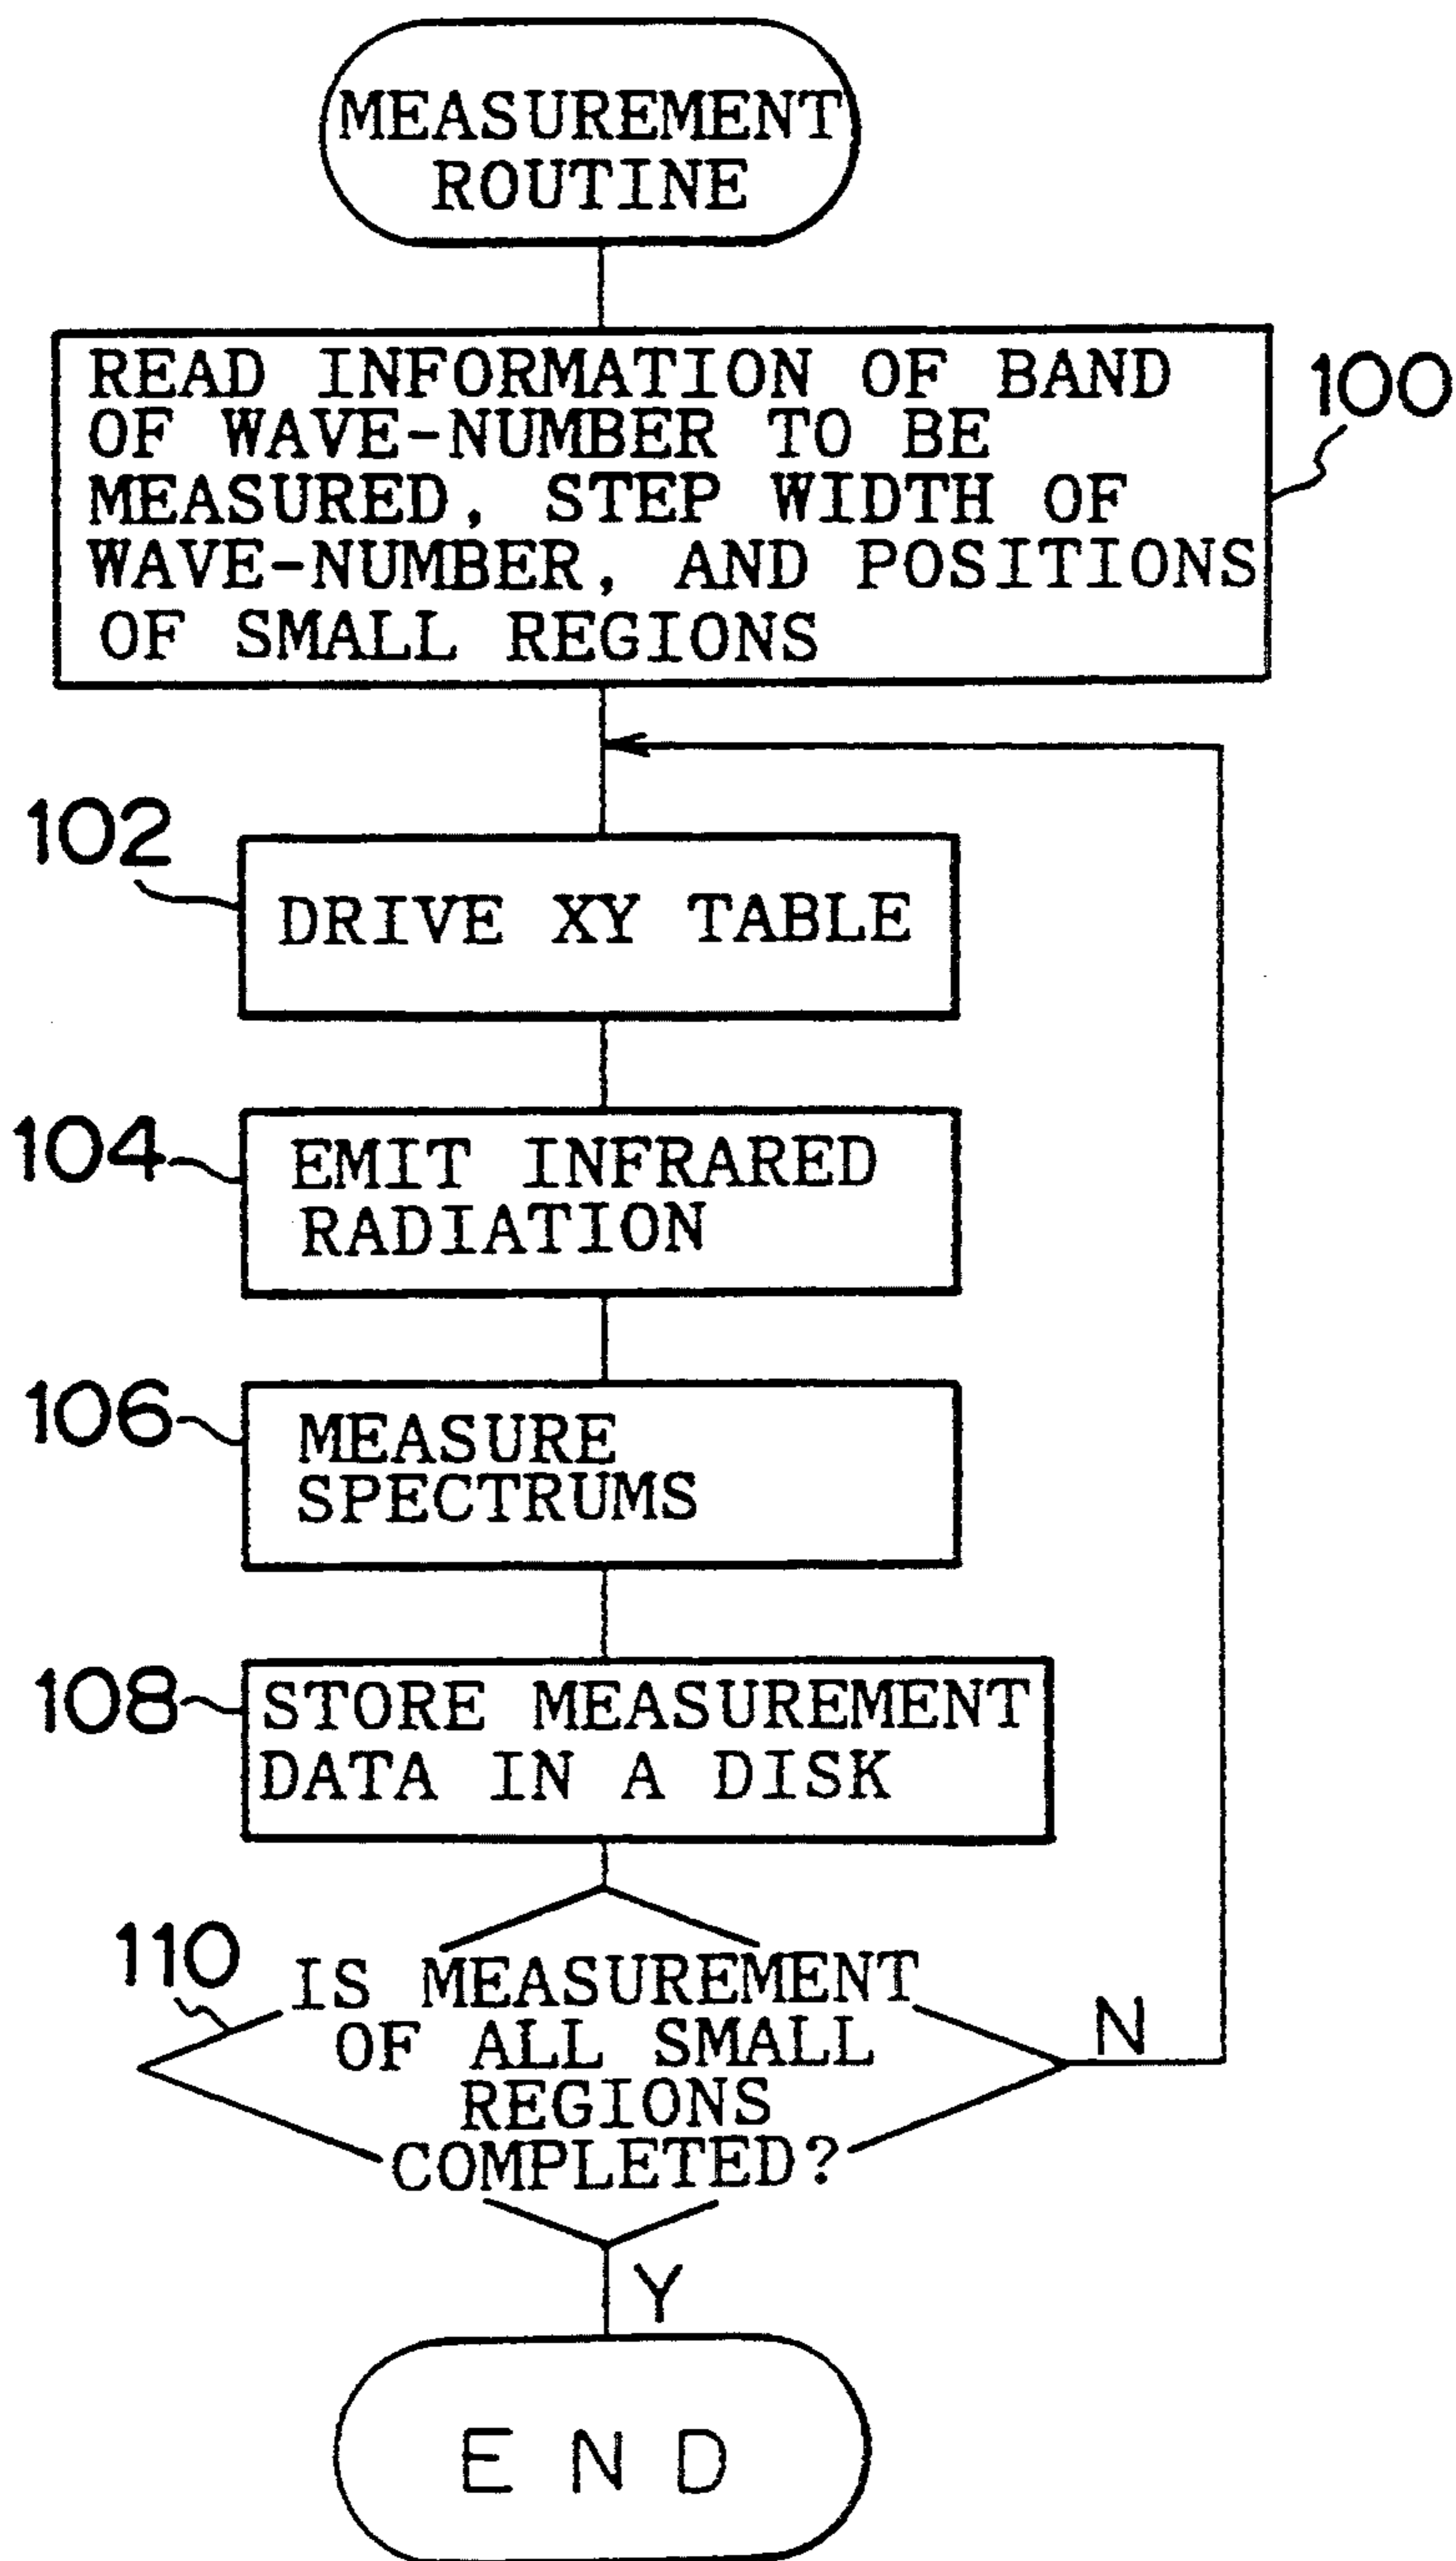 MEASUREMENT
ROUTINE
READ INFORMATION OF BAND
OF WAVE-NUMBER TO BE
MEASURED, STEP WIDTH OF
WAVE-NUMBER, AND POSITIONS
OF SMALL REGIONS
100
102
DRIVE XY TABLE
104
EMIT INFRARED
RADIATION
106
MEASURE
SPECTRUMS
108
STORE MEASUREMENT
DATA IN A DISK
110
IS MEASUREMENT
OF ALL SMALL
REGIONS
COMPLETED?
N
Y
END